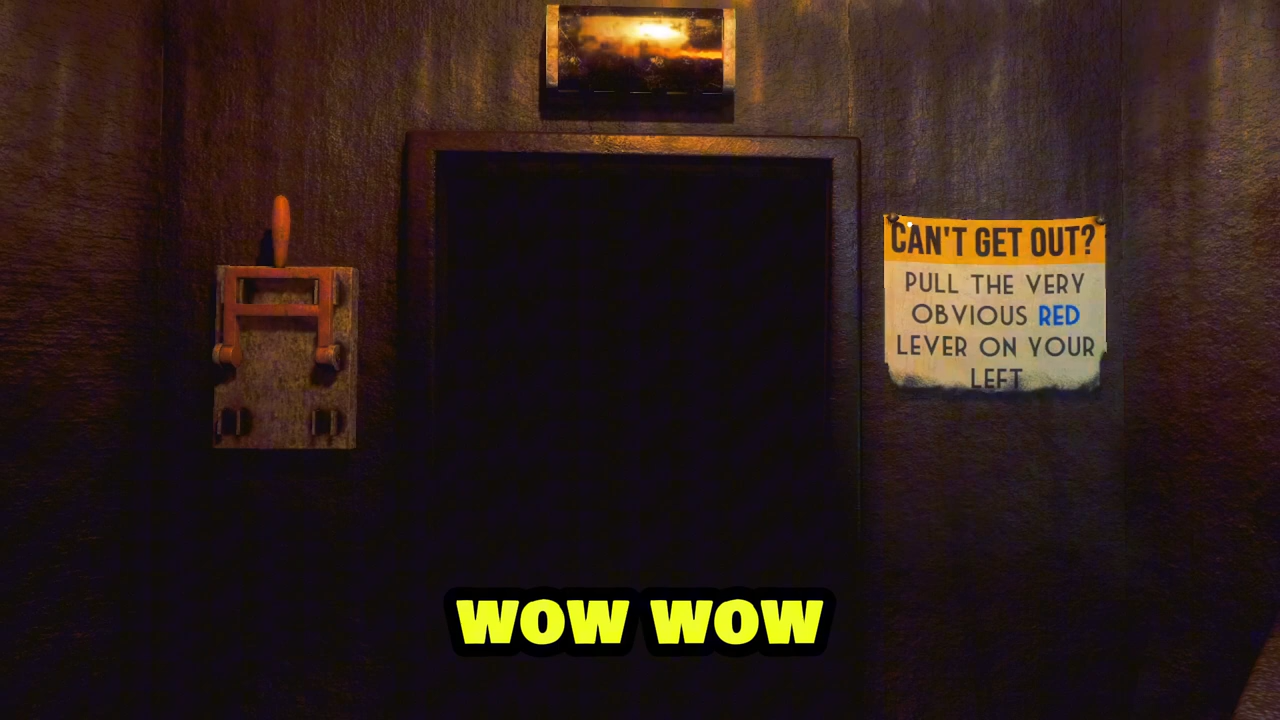 CAN'T GET OUT?
PULL THE VERY
OBVIOUS RED
LEVER ON YOUR
LEFT
WOW WOW